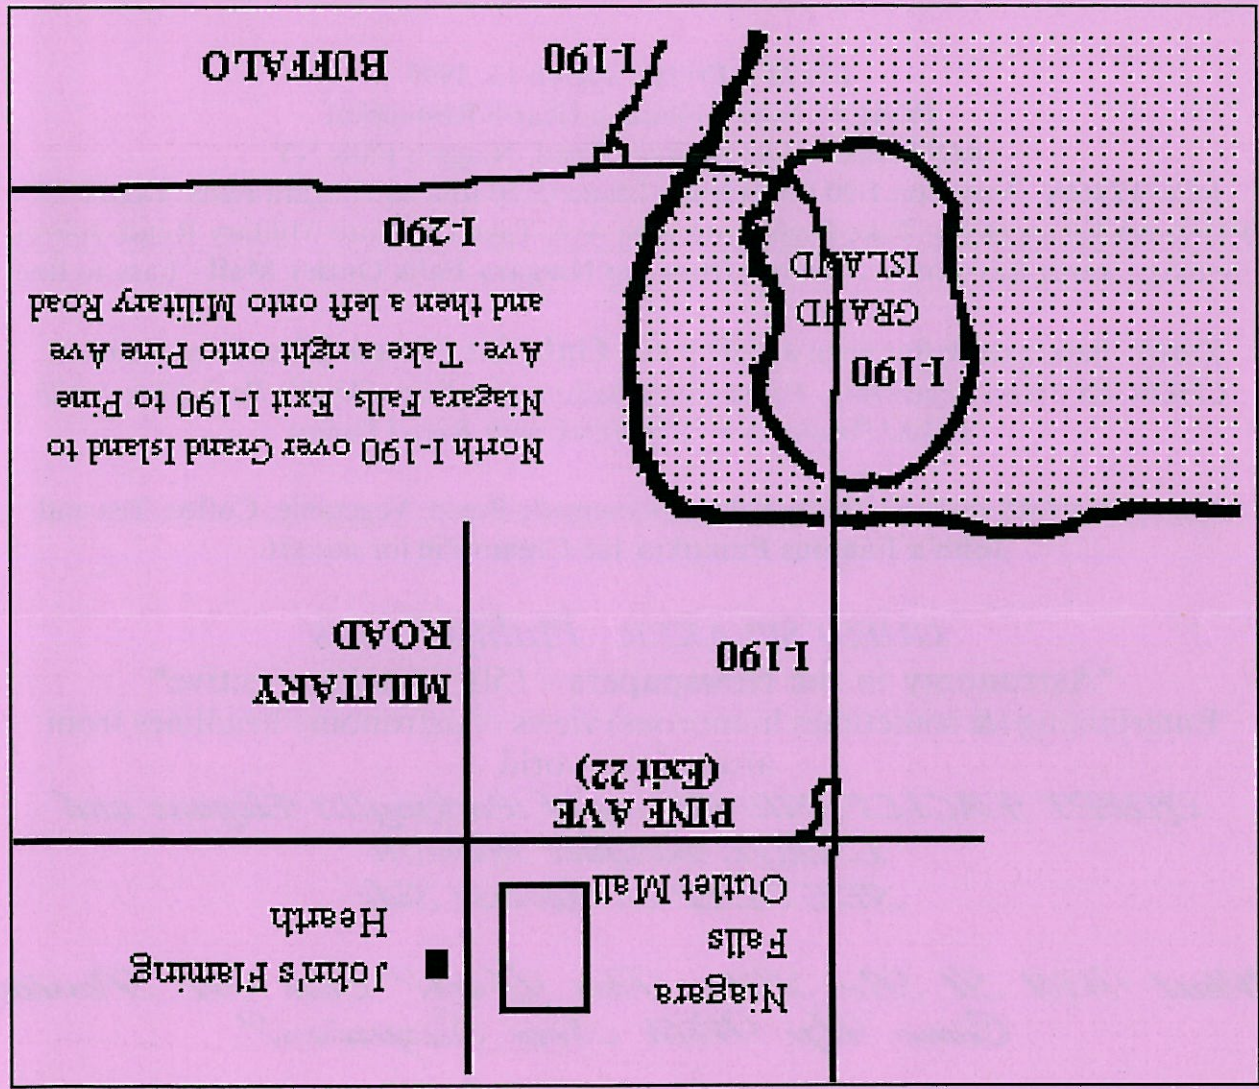 Niagara
Falls
Outlet Mall
John's Flaming
Hearth
PINE AVE
(Exit 22)
MILITARY
ROAD
I-190
North I-190 over Grand Island to
Niagara Falls. Exit I-190 to Pine
Ave. Take a right onto Pine Ave
and then a left onto Military Road
I-190
GRAND
ISLAND
I-290
I-190
BUFFALO